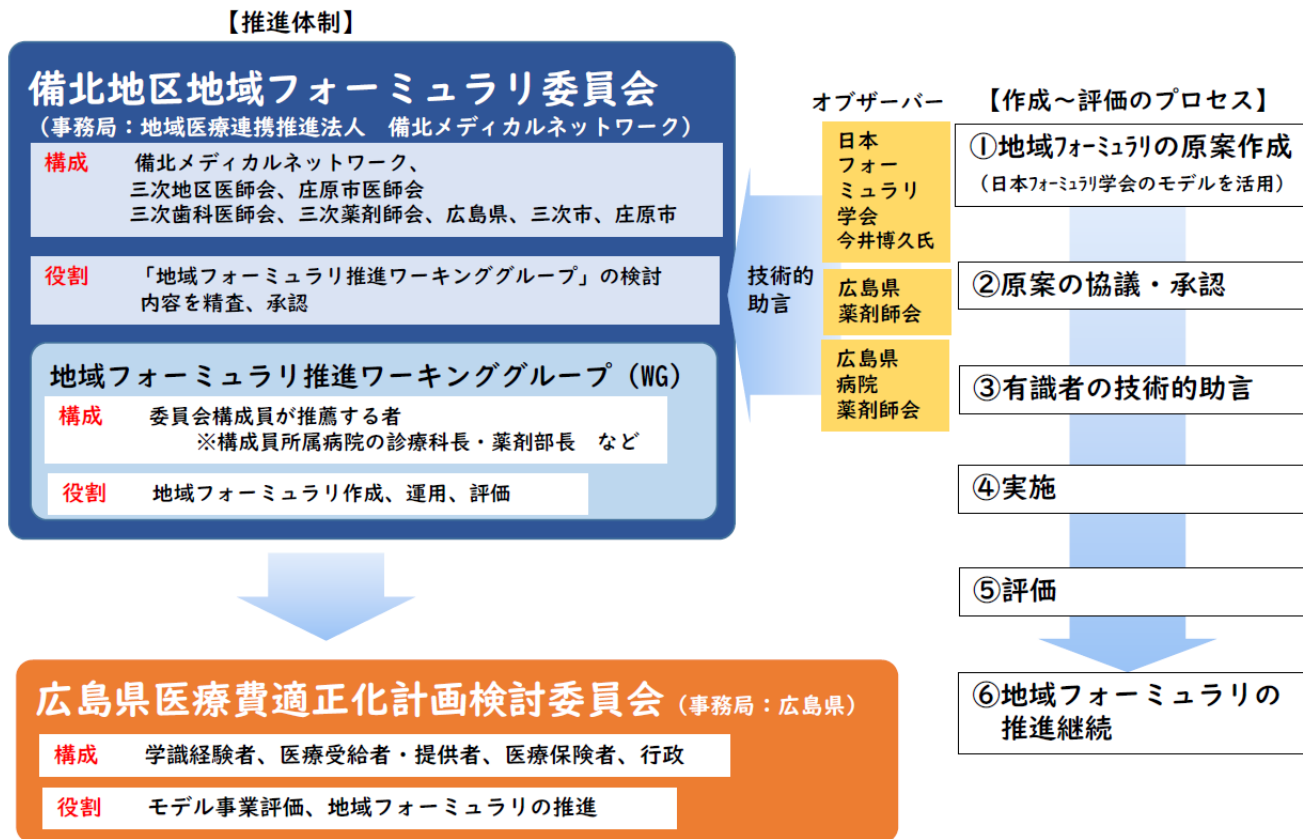 【推進体制】
備北地区地域フォーミュラリ委員会
（事務局：地域医療連携推進法人　備北メディカルネットワーク）
構成　備北メディカルネットワーク、
三次地区医師会、庄原市医師会
三次歯科医師会、三次薬剤師会、広島県、三次市、庄原市
役割　「地域フォーミュラリ推進ワーキンググループ」の検討
内容を精査、承認
地域フォーミュラリ推進ワーキンググループ（WG）
構成　委員会構成員が推薦する者
※構成員所属病院の診療科長・薬剤部長　など
役割　地域フォーミュラリ作成、運用、評価
技術的
助言
オブザーバー
日本
フォー
ミュラリ
学会
今井博久氏
広島県
薬剤師会
広島県
病院
薬剤師会
広島県医療費適正化計画検討委員会（事務局：広島県）
構成　学識経験者、医療受給者・提供者、医療保険者、行政
役割　モデル事業評価、地域フォーミュラリの推進
【作成～評価のプロセス】
①地域フォーミュラリの原案作成
（日本フォーミュラリ学会のモデルを活用）
②原案の協議・承認
③有識者の技術的助言
④実施
⑤評価
⑥地域フォーミュラリの
推進継続